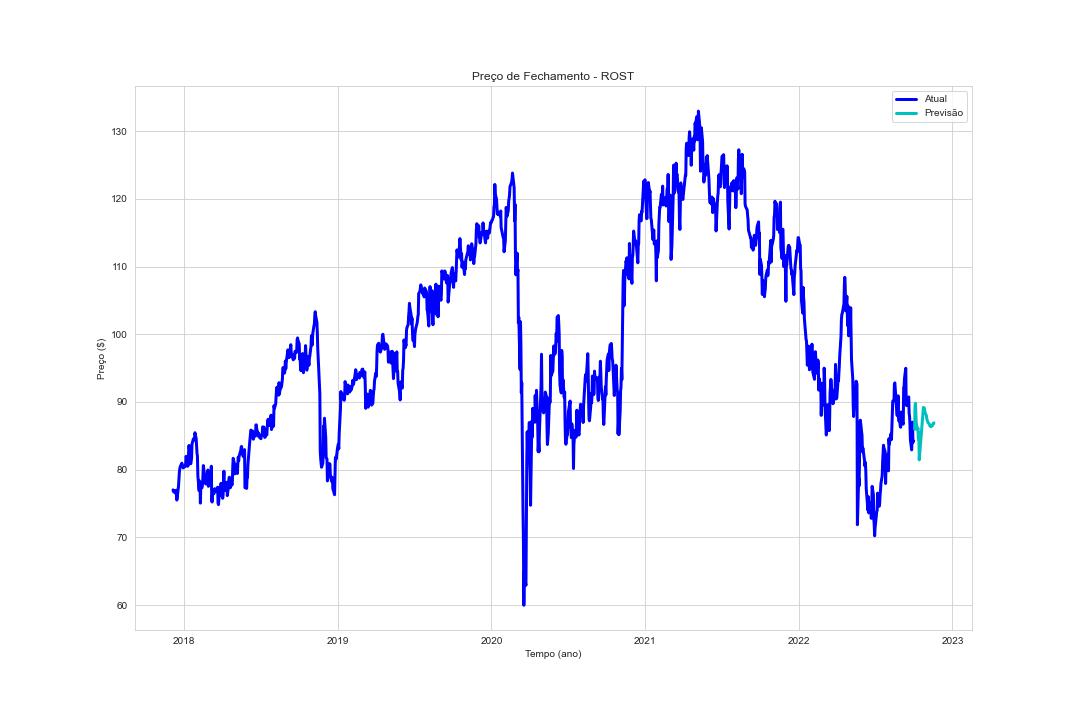 Preço de Fechamento - ROST
Atual
Previsão
Preço ($)
130
120
110
100
90
80
70
60
2018
2019
2020
2021
2022
2023
Tempo (ano)